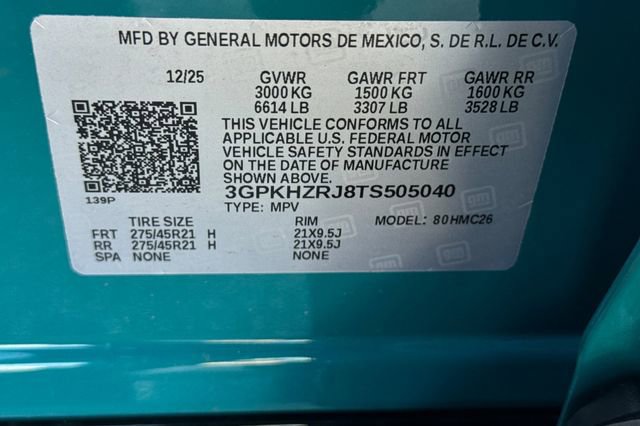 MFD BY GENERAL MOTORS DE MEXICO, S. DE R.L. DE C.V.
12/25 GVWR GAWR FRT GAWR RR
3000 KG 1500 KG 1600 KG
6614 LB 3307 LB 3528 LB
THIS VEHICLE CONFORMS TO ALL
APPLICABLE U.S. FEDERAL MOTOR
VEHICLE SAFETY STANDARDS IN EFFECT
ON THE DATE OF MANUFACTURE
SHOWN ABOVE.
3GPKHZRJ8TS505040
139P
TYPE: MPV
TIRE SIZE RIM MODEL: 80HMC26
FRT 275/45R21 H 21X9.5J
RR 275/45R21 H 21X9.5J
SPA NONE NONE